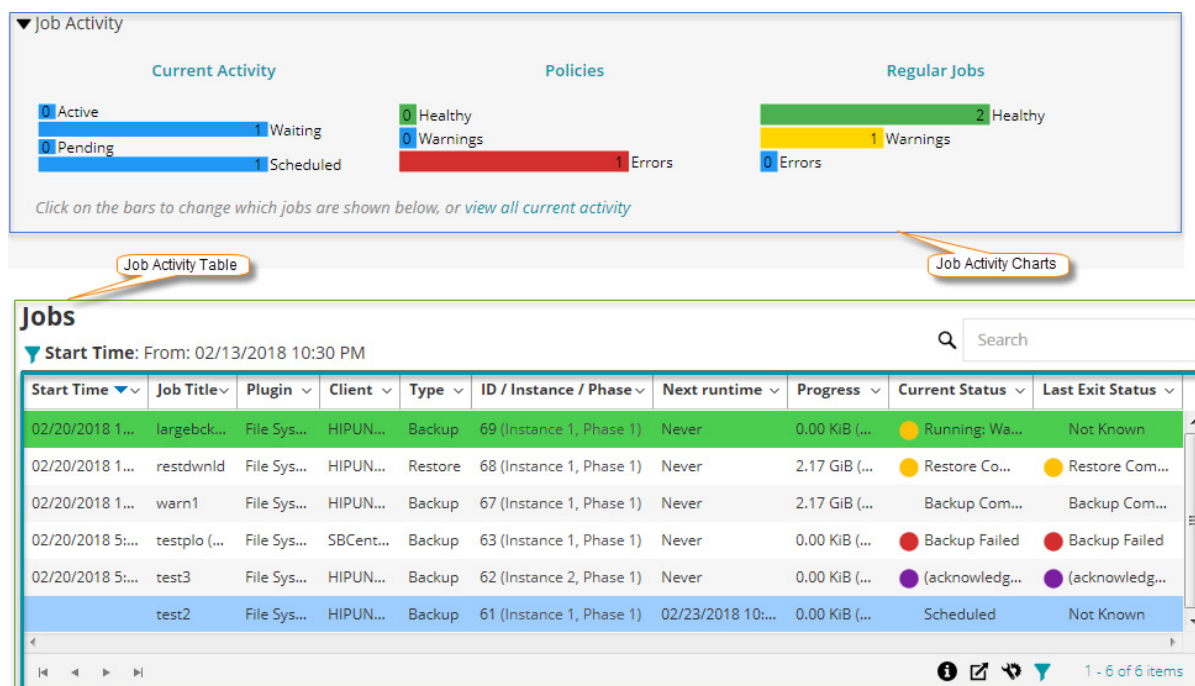 Job Activity
Current Activity
0 Active
1 Waiting
0 Pending
1 Scheduled
Policies
0 Healthy
0 Warnings
1 Errors
Regular Jobs
2 Healthy
1 Warnings
0 Errors
Click on the bars to change which jobs are shown below, or view all current activity
Job Activity Table
Job Activity Charts
Jobs
Search
Start Time: From: 02/13/2018 10:30 PM
Start Time Job Title Plugin Client Type ID / Instance / Phase Next runtime Progress Current Status Last Exit Status
02/20/2018 1... largebck... File Sys... HIPUN... Backup 69 (Instance 1, Phase 1) Never 0.00 KiB (... Running: Wa... Not Known
02/20/2018 1... restdwnld File Sys... HIPUN... Restore 68 (Instance 1, Phase 1) Never 2.17 GiB (... Restore Co... Restore Com...
02/20/2018 1... warn1 File Sys... HIPUN... Backup 67 (Instance 1, Phase 1) Never 2.17 GiB (... Backup Com... Backup Com...
02/20/2018 5:... testplo (... File Sys... SBCent... Backup 63 (Instance 1, Phase 1) Never 0.00 KiB (... Backup Failed Backup Failed
02/20/2018 5:... test3 File Sys... HIPUN... Backup 62 (Instance 2, Phase 1) Never 0.00 KiB (... (acknowledg... (acknowledg...
test2 File Sys... HIPUN... Backup 61 (Instance 1, Phase 1) 02/23/2018 10:... 0.00 KiB (... Scheduled Not Known
1 - 6 of 6 items